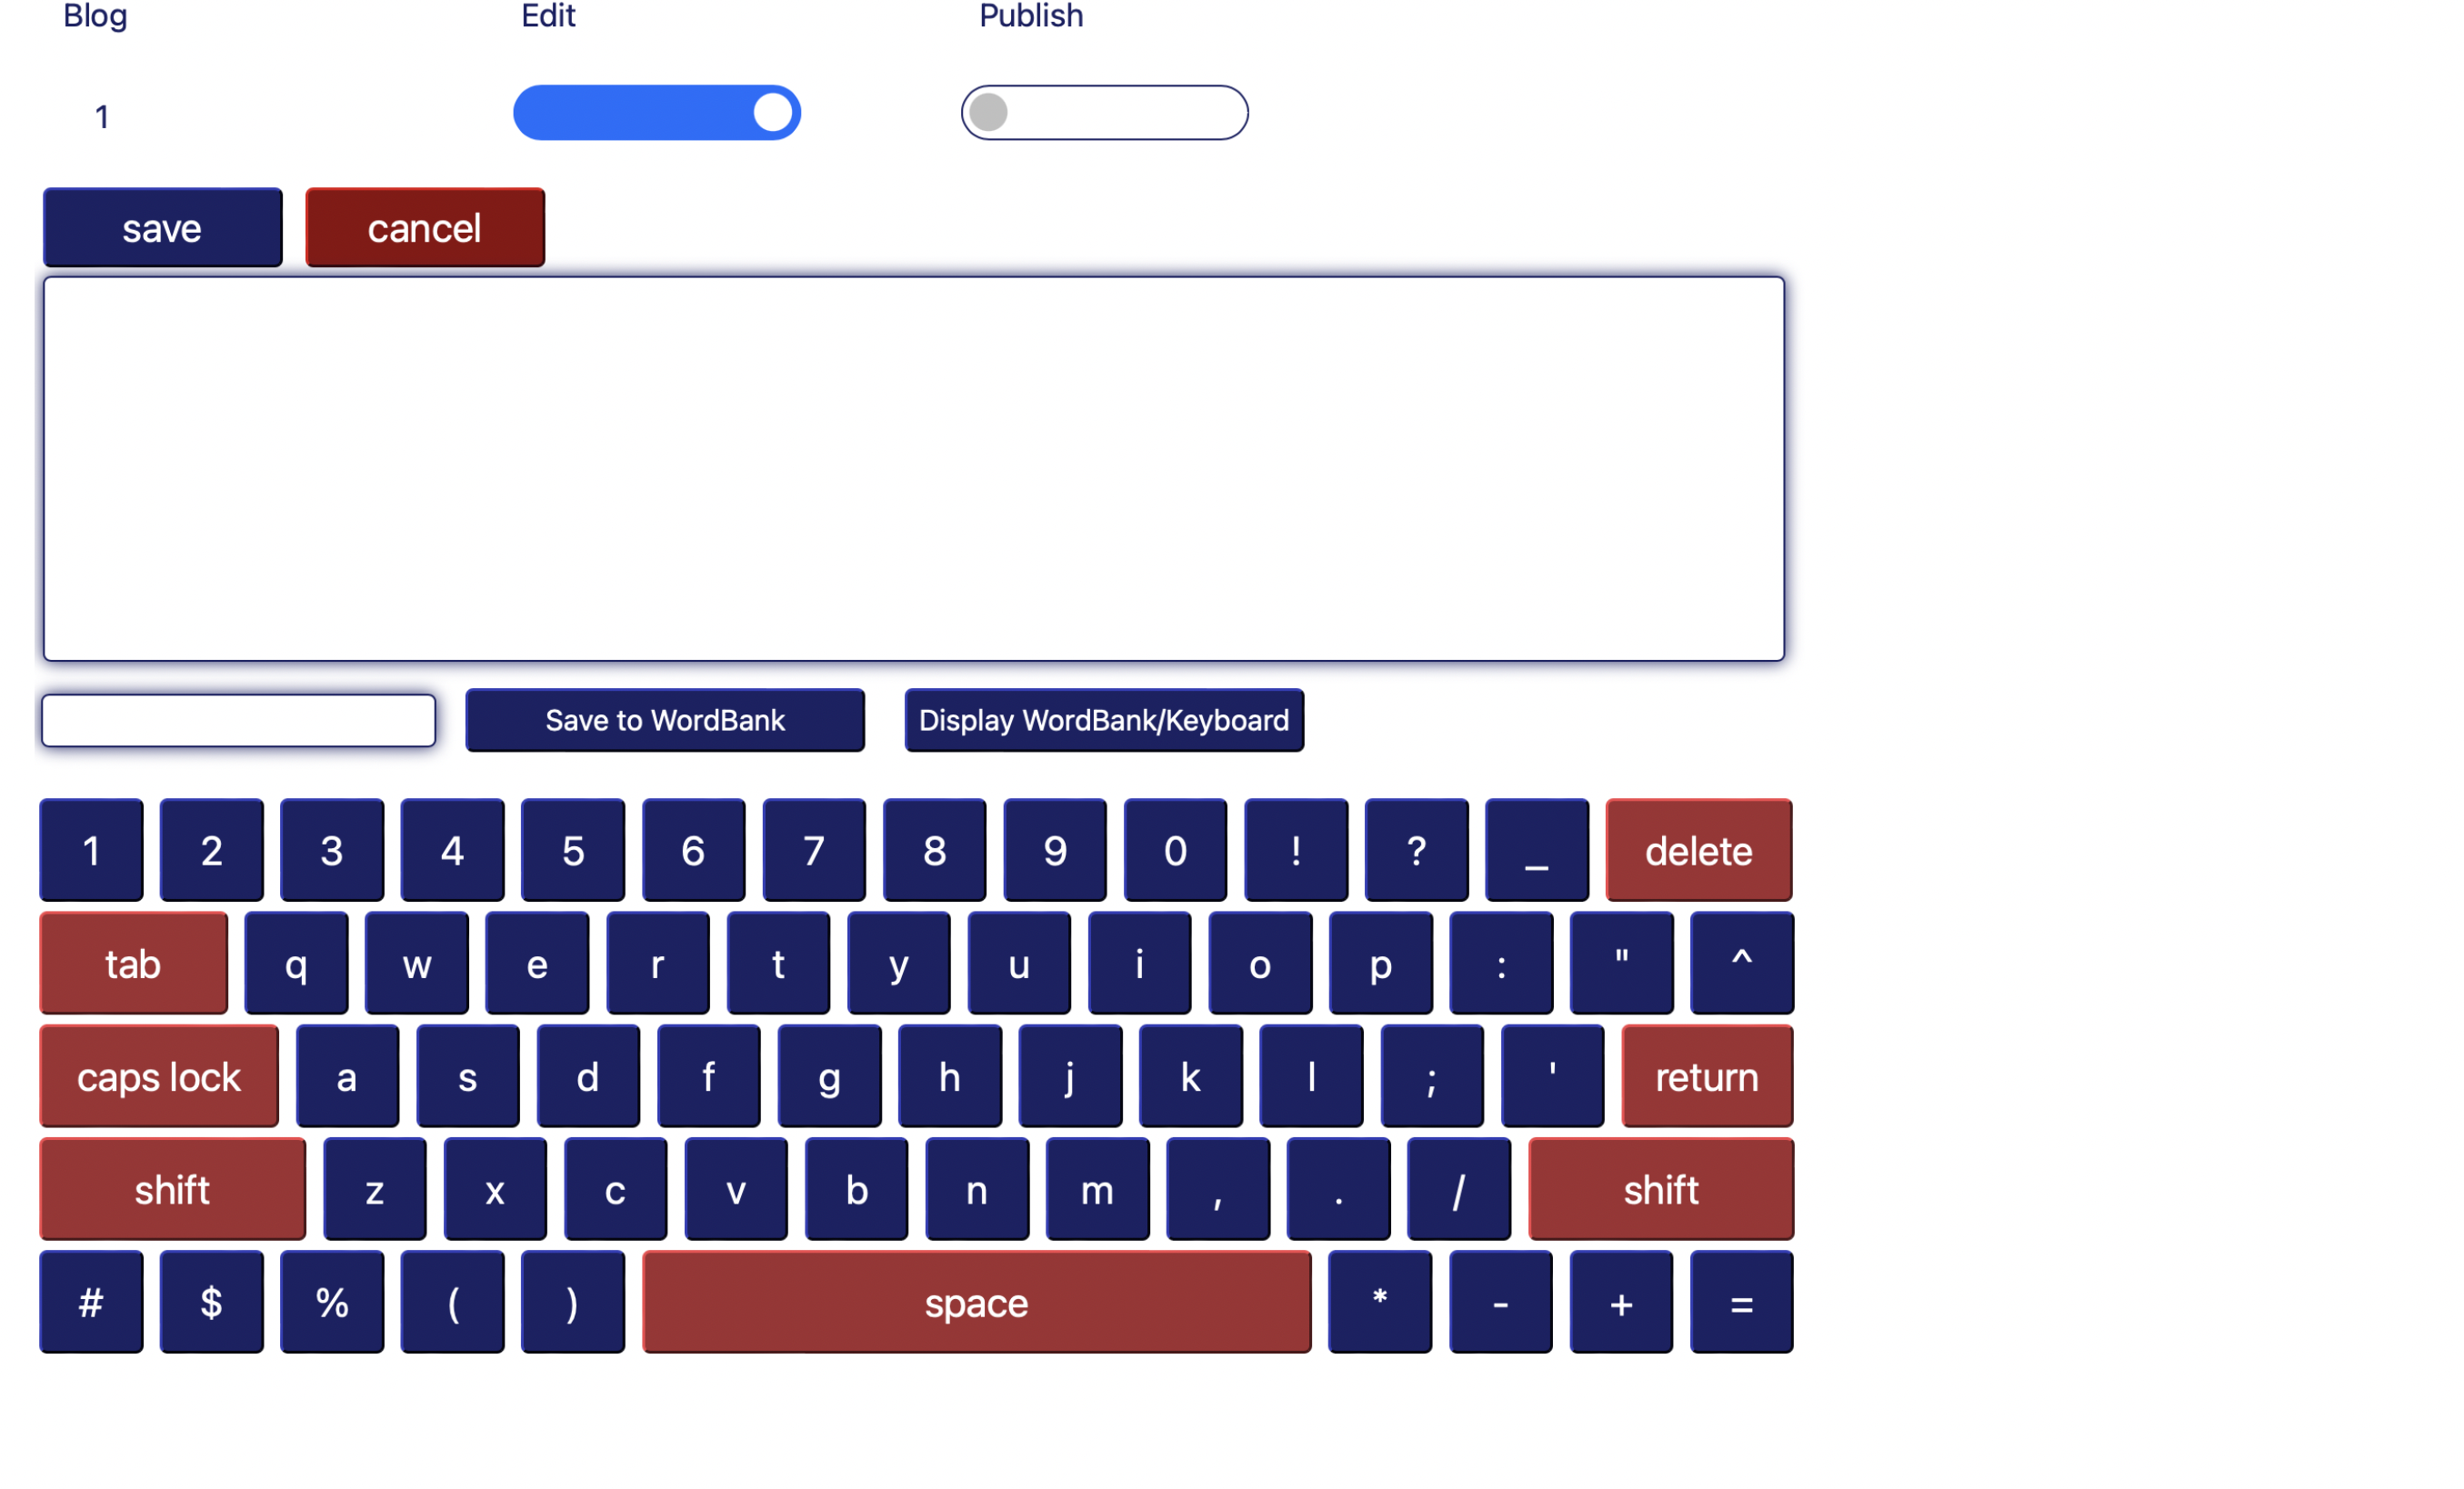 Blog Edit Publish
1
save cancel
Save to WordBank Display WordBank/Keyboard
1 2 3 4 5 6 7 8 9 0 ! ? _ delete
tab q w e r t y u i o p : " ^
caps lock a s d f g h j k l ; ' return
shift z x c v b n m , . / shift
# $ % ( ) space * - + =